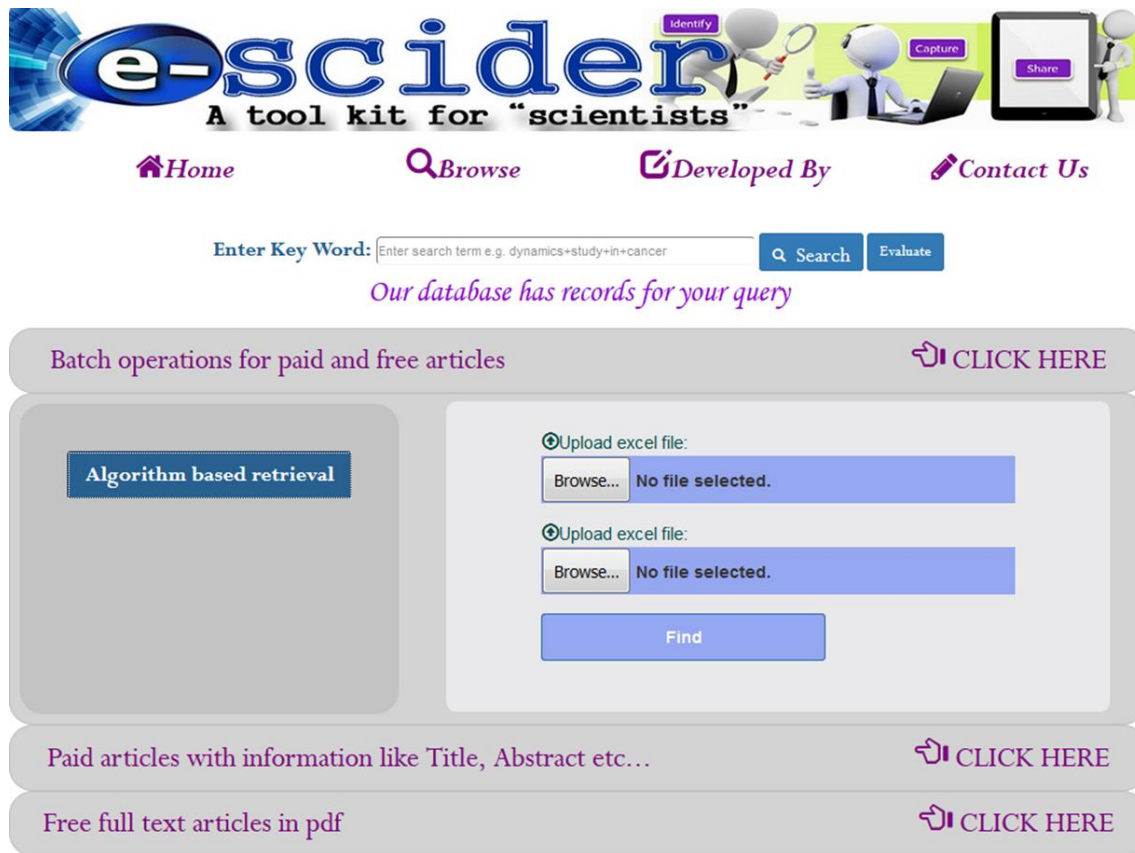 e-scider
A tool kit for “scientists”
Identify
Capture
Share
Home Browse Developed By Contact Us
Enter Key Word: Enter search term e.g. dynamics+study+in+cancer Search Evaluate
Our database has records for your query
Batch operations for paid and free articles CLICK HERE
Algorithm based retrieval
Upload excel file:
Browse... No file selected.
Upload excel file:
Browse... No file selected.
Find
Paid articles with information like Title, Abstract etc... CLICK HERE
Free full text articles in pdf CLICK HERE